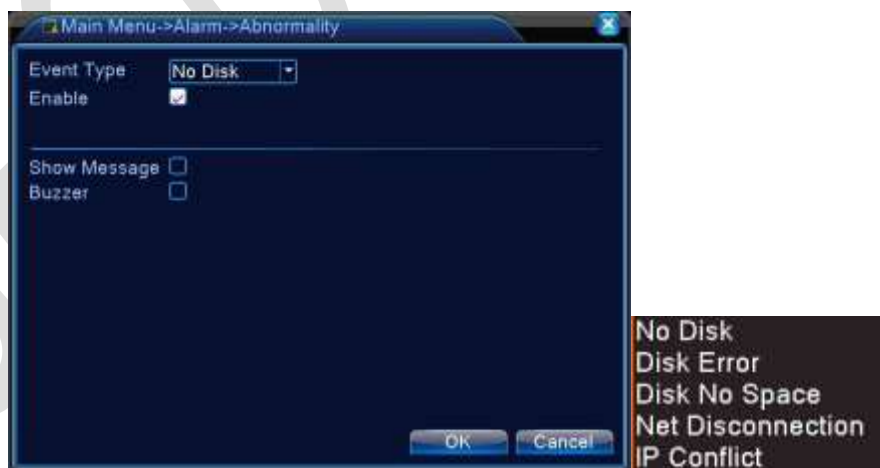 Main Menu->Alarm->Abnormality
Event Type No Disk
Enable
Show Message
Buzzer
OK Cancel
No Disk
Disk Error
Disk No Space
Net Disconnection
IP Conflict